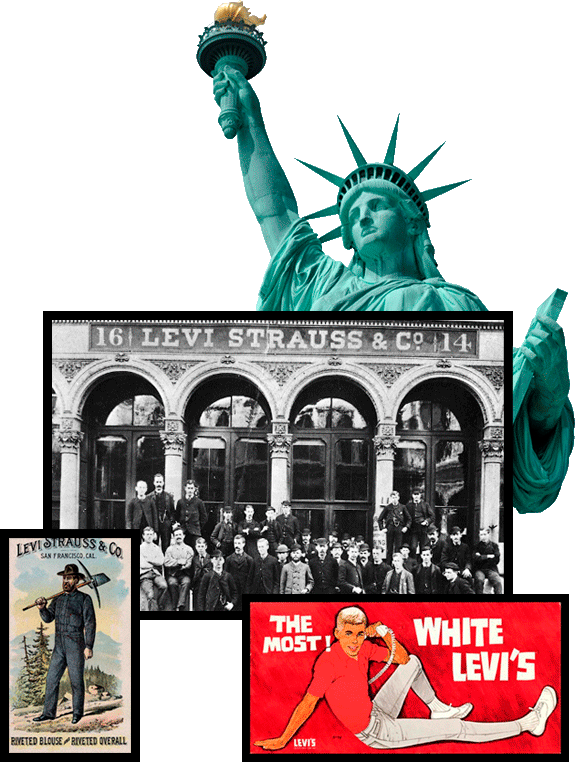 16 LEVI STRAUSS & Co 14
LEVI STRAUSS & Co.
SAN FRANCISCO, CAL.
RIVETED BLOUSE AND RIVETED OVERALL
THE
MOST!
WHITE
LEVI'S
LEVI'S